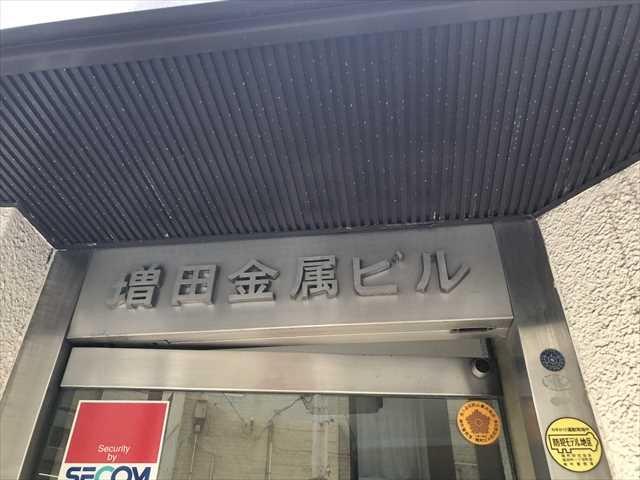 増田金属ビル
Security
by
SECOM
防犯モデル地区